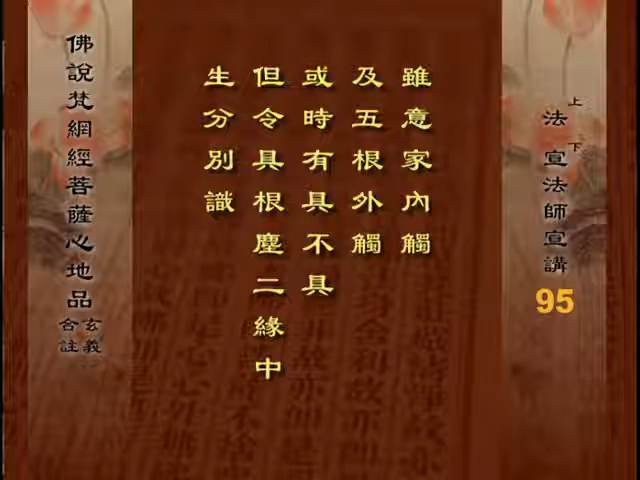 上
下
法宣法師宣講
95
雖意家內觸
及五根外觸
或時有具不具
但令具根塵二緣中
生分別識
佛說梵網經菩薩心地品
玄義
合註